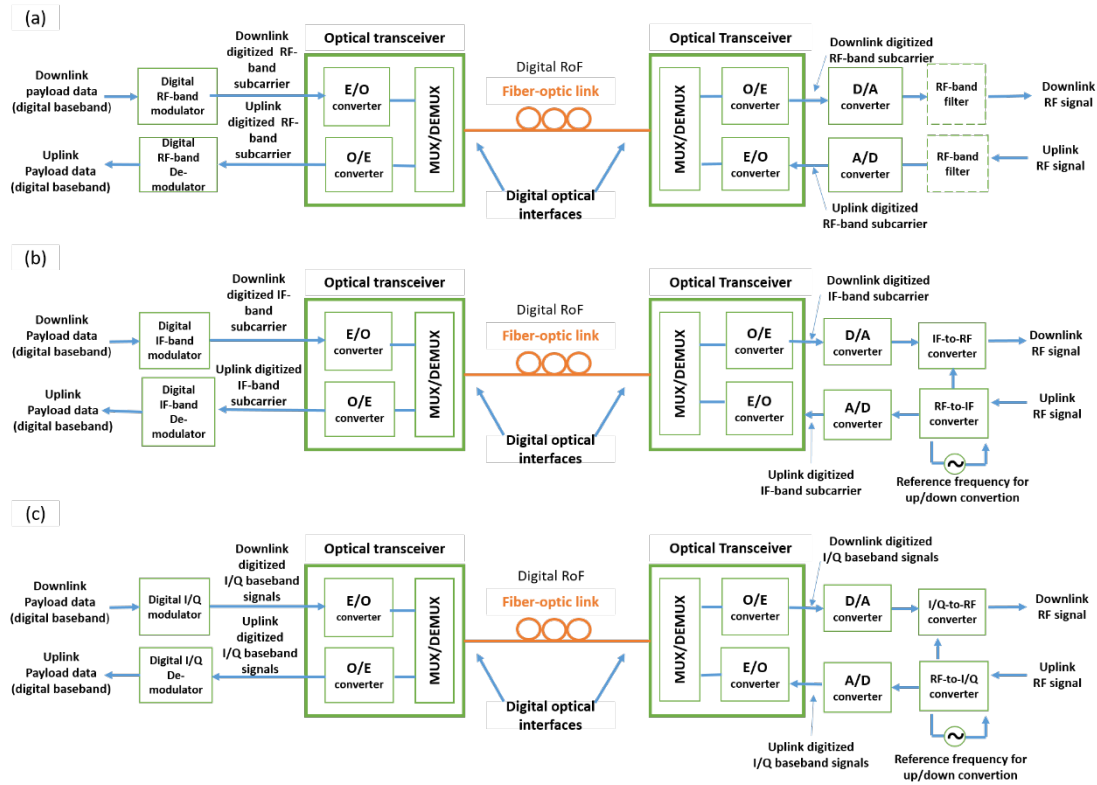 (a)
Optical transceiver
Optical Transceiver
Downlink
payload data
(digital baseband)
Digital
RF-band
modulator
Downlink
digitized RF-
band
subcarrier
Uplink
digitized RF-
band
subcarrier
E/O
converter
O/E
converter
MUX/DEMUX
Digital RoF
Fiber-optic link
Digital optical
interfaces
MUX/DEMUX
O/E
converter
E/O
converter
Downlink digitized
RF-band subcarrier
D/A
converter
RF-band
filter
Downlink
RF signal
Uplink
Payload data
(digital baseband)
Digital
RF-band
De-
modulator
A/D
converter
RF-band
filter
Uplink
RF signal
Uplink digitized
RF-band subcarrier
(b)
Optical transceiver
Optical Transceiver
Downlink
Payload data
(digital baseband)
Digital
IF-band
modulator
Downlink
digitized IF-
band
subcarrier
Uplink digitized
IF-band
subcarrier
E/O
converter
O/E
converter
MUX/DEMUX
Digital RoF
Fiber-optic link
Digital optical
interfaces
MUX/DEMUX
O/E
converter
E/O
converter
Downlink digitized
IF-band subcarrier
D/A
converter
IF-to-RF
converter
Downlink
RF signal
Uplink
Payload data
(digital baseband)
Digital
IF-band
De-
modulator
A/D
converter
RF-to-IF
converter
Uplink
RF signal
Uplink digitized
IF-band subcarrier
Reference frequency for
up/down convertion
(c)
Optical transceiver
Optical Transceiver
Downlink
Payload data
(digital baseband)
Digital I/Q
modulator
Downlink
digitized
I/Q baseband
signals
Uplink
digitized
I/Q baseband
signals
E/O
converter
O/E
converter
MUX/DEMUX
Digital RoF
Fiber-optic link
Digital optical
interfaces
MUX/DEMUX
O/E
converter
E/O
converter
Downlink digitized
I/Q baseband signals
D/A
converter
I/Q-to-RF
converter
Downlink
RF signal
Uplink
Payload data
(digital baseband)
Digital I/Q
De-
modulator
A/D
converter
RF-to-I/Q
converter
Uplink
RF signal
Uplink digitized
I/Q baseband signals
Reference frequency for
up/down convertion